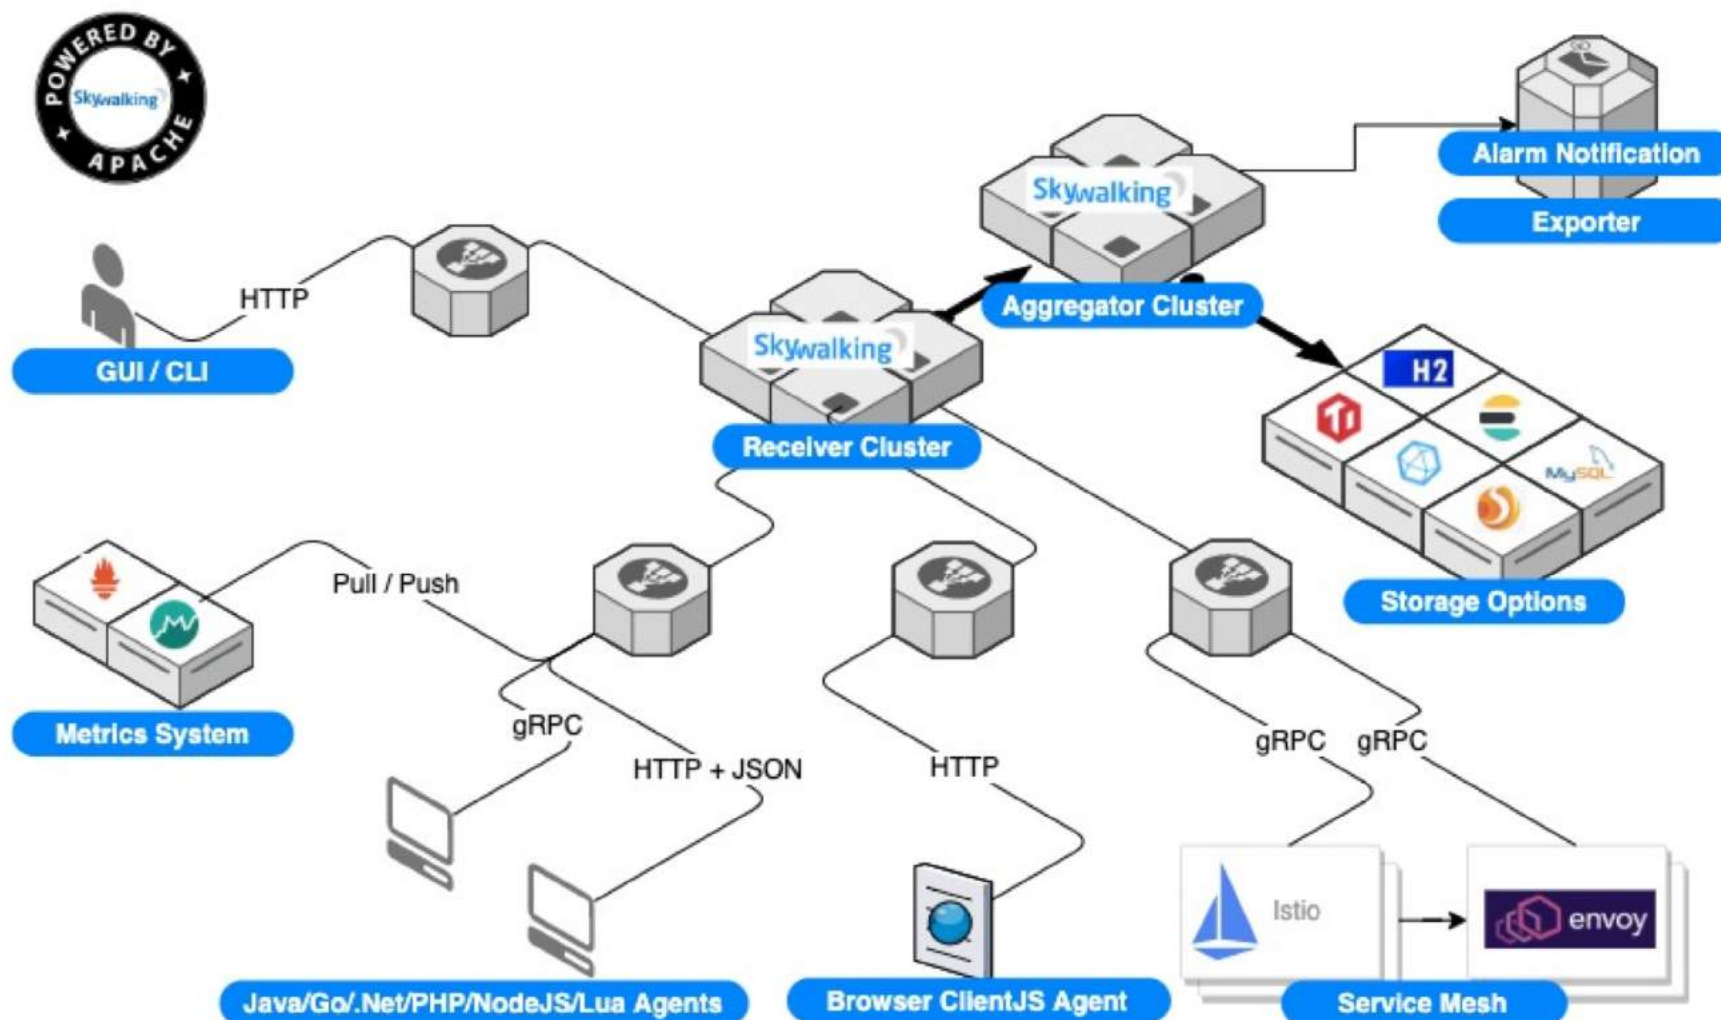 POWERED BY
Skywalking
APACHE
Alarm Notification
Skywalking
Exporter
HTTP
Aggregator Cluster
Skywalking
GUI / CLI
H2
Receiver Cluster
MySQL
Pull / Push
Storage Options
Metrics System
gRPC
gRPC
gRPC
HTTP + JSON
HTTP
Istio
envoy
Java/Go/.Net/PHP/NodeJS/Lua Agents
Browser ClientJS Agent
Service Mesh